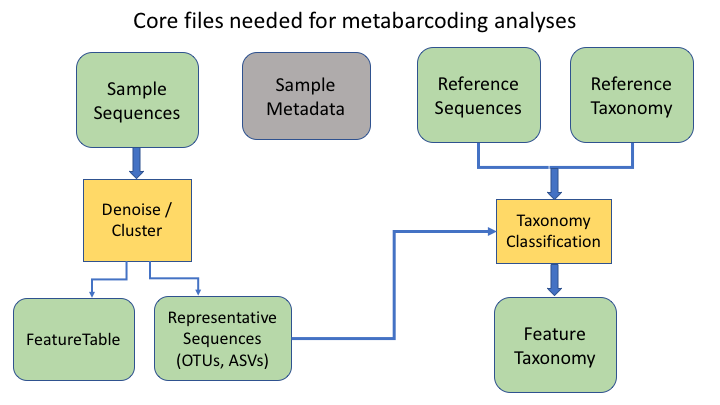 Core files needed for metabarcoding analyses
Sample
Sequences
Sample
Metadata
Reference
Sequences
Reference
Taxonomy
Denoise /
Cluster
Taxonomy
Classification
FeatureTable
Representative
Sequences
(OTUs, ASVs)
Feature
Taxonomy